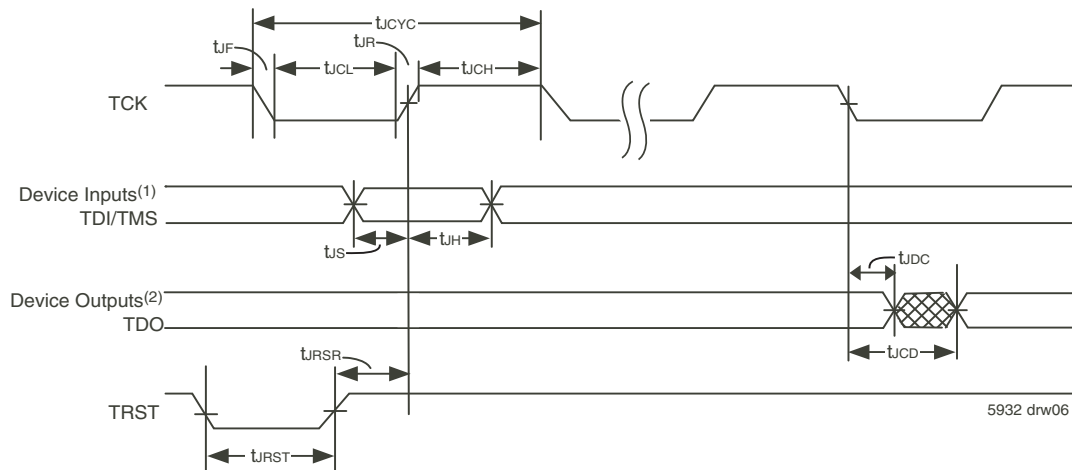 tJCYC
tJF
tJR
tJCL
tJCH
TCK
Device Inputs(1)
TDI/TMS
tJS
tJH
tJDC
Device Outputs(2)
TDO
tJCD
tJRSR
TRST
5932 drw06
tJRST